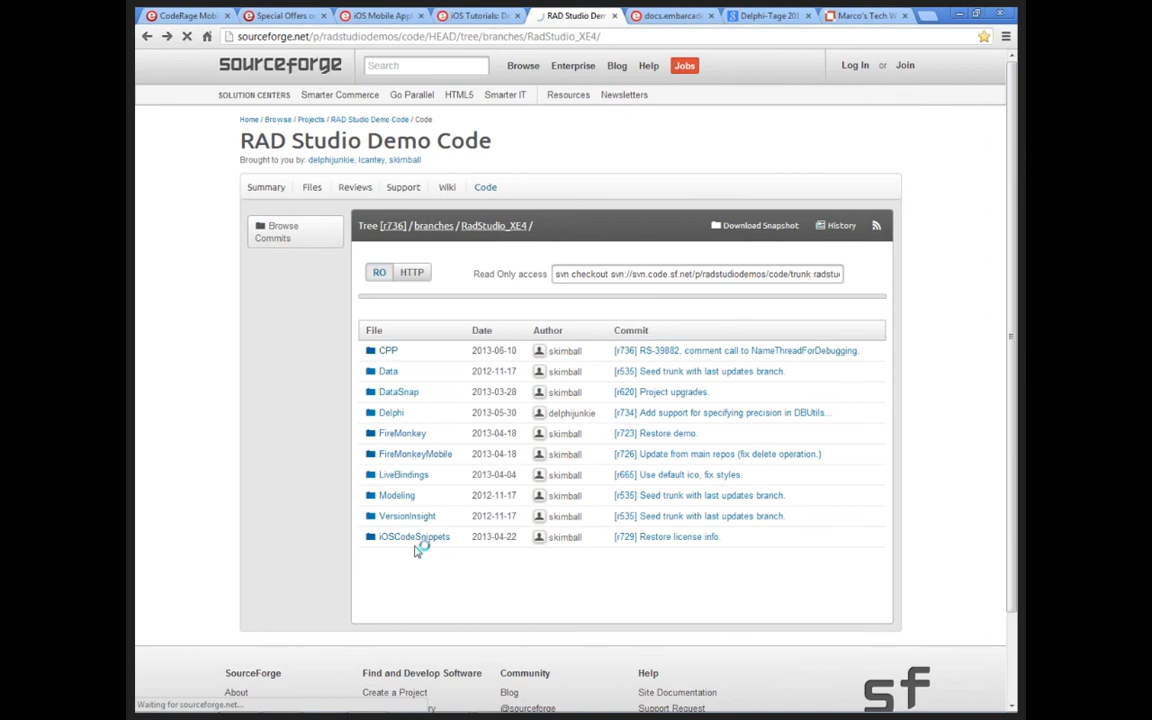 CodeRage Mobi
Special Offers on
iOS Mobile Appl
iOS Tutorials: De
RAD Studio Dem
docs.embarcade
Delphi-Tage 201
Marco's Tech W
sourceforge.net/p/radstudiodemos/code/HEAD/tree/branches/RadStudio_XE4/
sourceforge
Search
Browse
Enterprise
Blog
Help
Jobs
Log In or Join
SOLUTION CENTERS
Smarter Commerce
Go Parallel
HTML5
Smarter IT
Resources
Newsletters
Home / Browse / Projects / RAD Studio Demo Code / Code
RAD Studio Demo Code
Brought to you by: delphijunkie, lcantey, skimball
Summary
Files
Reviews
Support
Wiki
Code
Browse
Commits
Tree [r736] / branches / RadStudio_XE4 /
Download Snapshot
History
RO
HTTP
Read Only access
svn checkout svn://svn.code.sf.net/p/radstudiodemos/code/trunk radstu
File Date Author Commit
CPP 2013-06-10 skimball [r736] RS-39882, comment call to NameThreadForDebugging.
Data 2012-11-17 skimball [r535] Seed trunk with last updates branch.
DataSnap 2013-03-28 skimball [r620] Project upgrades.
Delphi 2013-05-30 delphijunkie [r734] Add support for specifying precision in DBUtils...
FireMonkey 2013-04-18 skimball [r723] Restore demo.
FireMonkeyMobile 2013-04-18 skimball [r726] Update from main repos (fix delete operation.)
LiveBindings 2013-04-04 skimball [r665] Use default ico, fix styles.
Modeling 2012-11-17 skimball [r535] Seed trunk with last updates branch.
VersionInsight 2012-11-17 skimball [r535] Seed trunk with last updates branch.
iOSCodeSnippets 2013-04-22 skimball [r729] Restore license info.
SourceForge
Find and Develop Software
Community
Help
About
Create a Project
Blog
Site Documentation
@sourceforge
Support Request
sf
Waiting for sourceforge.net...